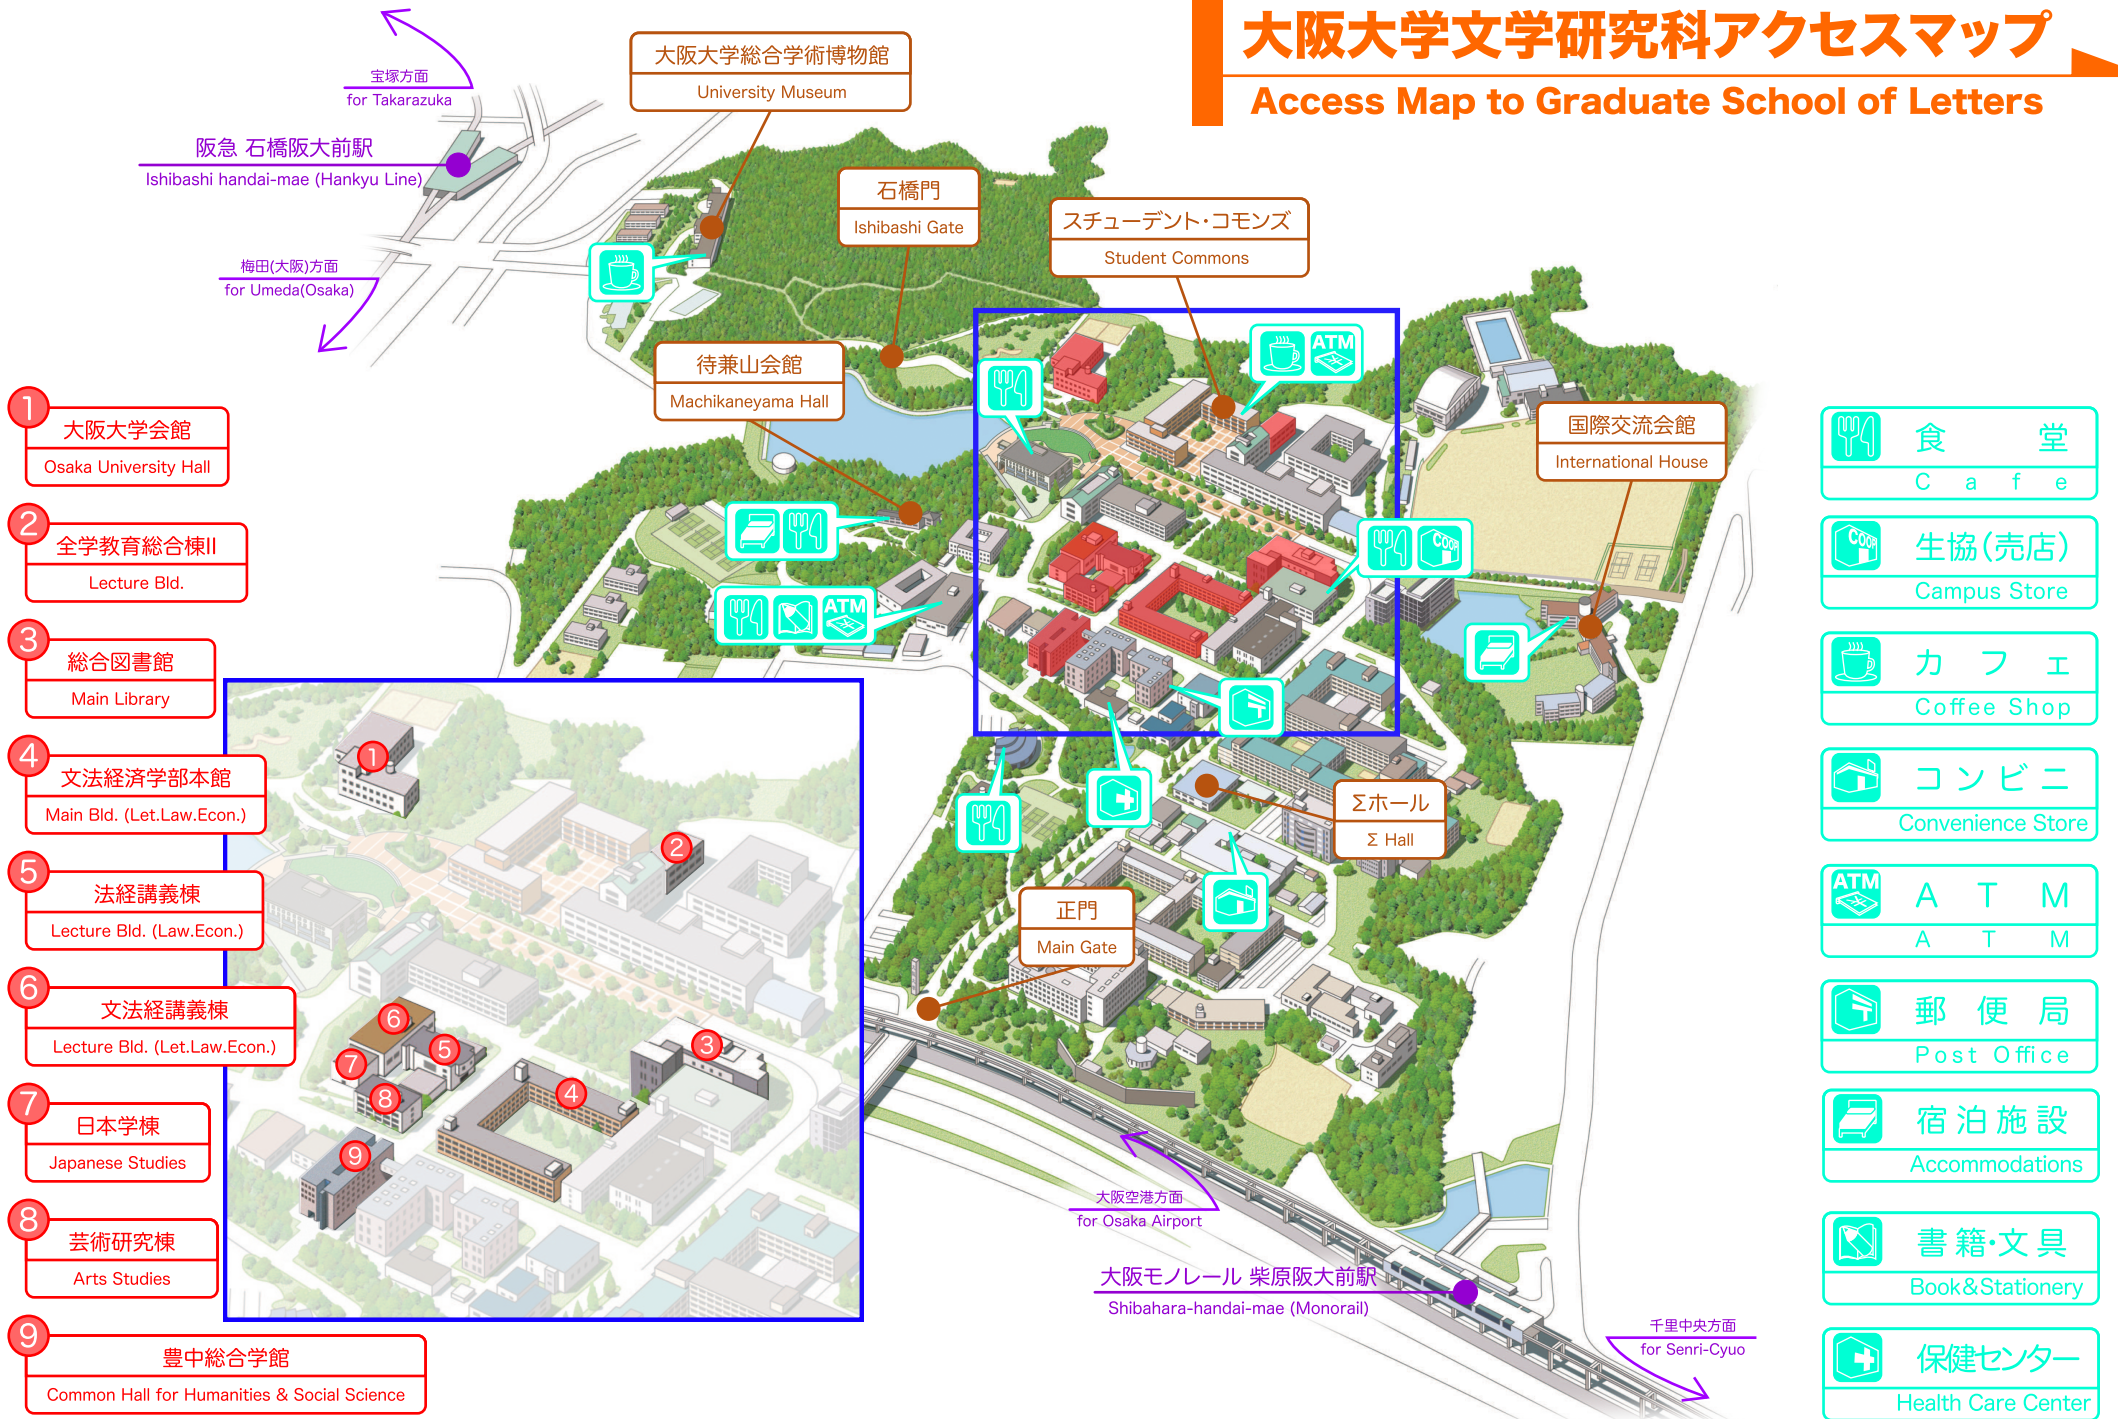 大阪大学文学研究科アクセスマップ
Access Map to Graduate School of Letters
宝塚方面
for Takarazuka
阪急 石橋阪大前駅
Ishibashi handai-mae (Hankyu Line)
梅田(大阪)方面
for Umeda(Osaka)
大阪大学総合学術博物館
University Museum
石橋門
Ishibashi Gate
スチューデント・コモンズ
Student Commons
待兼山会館
Machikaneyama Hall
国際交流会館
International House
ATM
COOP
ATM
Σホール
Σ Hall
正門
Main Gate
大阪空港方面
for Osaka Airport
大阪モノレール 柴原阪大前駅
Shibahara-handai-mae (Monorail)
千里中央方面
for Senri-Cyuo
1
大阪大学会館
Osaka University Hall
2
全学教育総合棟II
Lecture Bld.
3
総合図書館
Main Library
4
文法経済学部本館
Main Bld. (Let.Law.Econ.)
5
法経講義棟
Lecture Bld. (Law.Econ.)
6
文法経講義棟
Lecture Bld. (Let.Law.Econ.)
7
日本学棟
Japanese Studies
8
芸術研究棟
Arts Studies
9
豊中総合学館
Common Hall for Humanities & Social Science
1
2
3
4
5
6
7
8
9
食堂
Cafe
COOP
生協(売店)
Campus Store
カフェ
Coffee Shop
コンビニ
Convenience Store
ATM
ATM
ATM
郵便局
Post Office
宿泊施設
Accommodations
書籍・文具
Book&Stationery
保健センター
Health Care Center